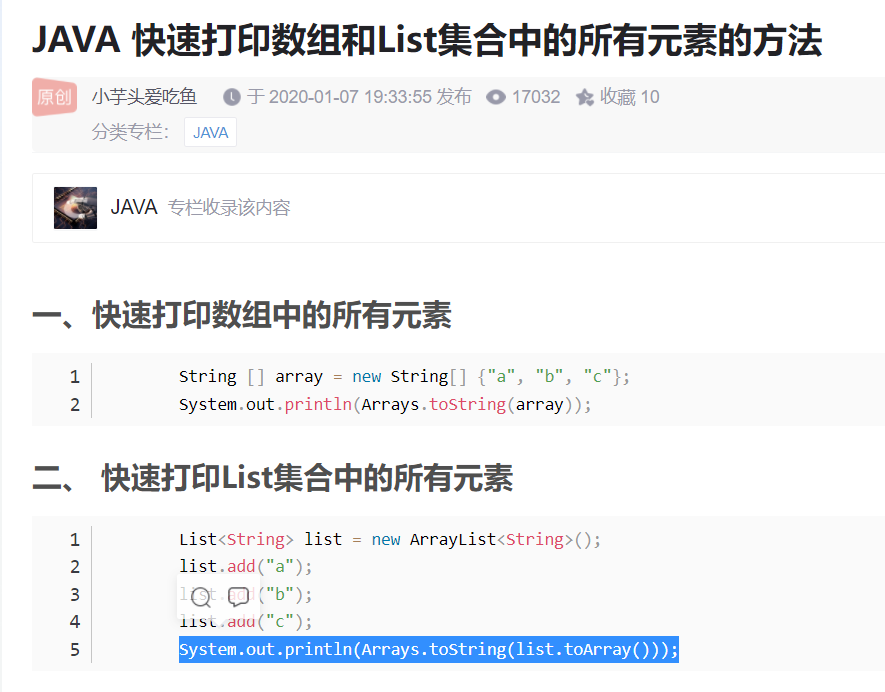 JAVA 快速打印数组和List集合中的所有元素的方法
原创 小芋头爱吃鱼 于 2020-01-07 19:33:55 发布 17032 收藏 10
分类专栏： JAVA
JAVA 专栏收录该内容
一、快速打印数组中的所有元素
1 String [] array = new String[] {"a", "b", "c"};
2 System.out.println(Arrays.toString(array));
二、 快速打印List集合中的所有元素
1 List<String> list = new ArrayList<String>();
2 list.add("a");
3 list.add("b");
4 list.add("c");
5 System.out.println(Arrays.toString(list.toArray()));